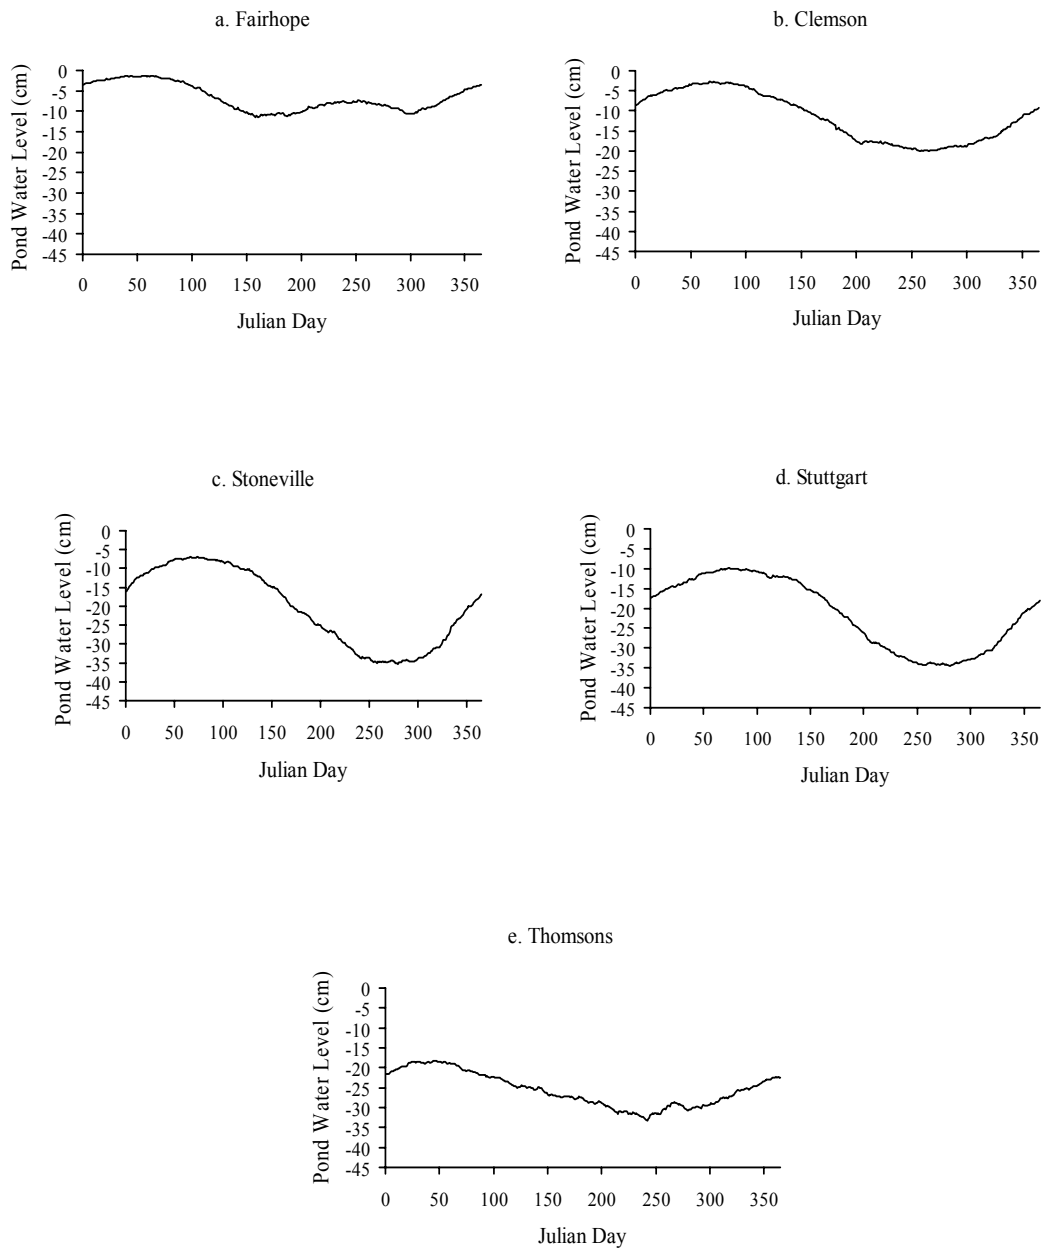 a. Fairhope
Pond Water Level (cm)
0
-5
-10
-15
-20
-25
-30
-35
-40
-45
0 50 100 150 200 250 300 350
Julian Day
b. Clemson
Pond Water Level (cm)
0
-5
-10
-15
-20
-25
-30
-35
-40
-45
0 50 100 150 200 250 300 350
Julian Day
c. Stoneville
Pond Water Level (cm)
0
-5
-10
-15
-20
-25
-30
-35
-40
-45
0 50 100 150 200 250 300 350
Julian Day
d. Stuttgart
Pond Water Level (cm)
0
-5
-10
-15
-20
-25
-30
-35
-40
-45
0 50 100 150 200 250 300 350
Julian Day
e. Thomsons
Pond Water Level (cm)
0
-5
-10
-15
-20
-25
-30
-35
-40
-45
0 50 100 150 200 250 300 350
Julian Day